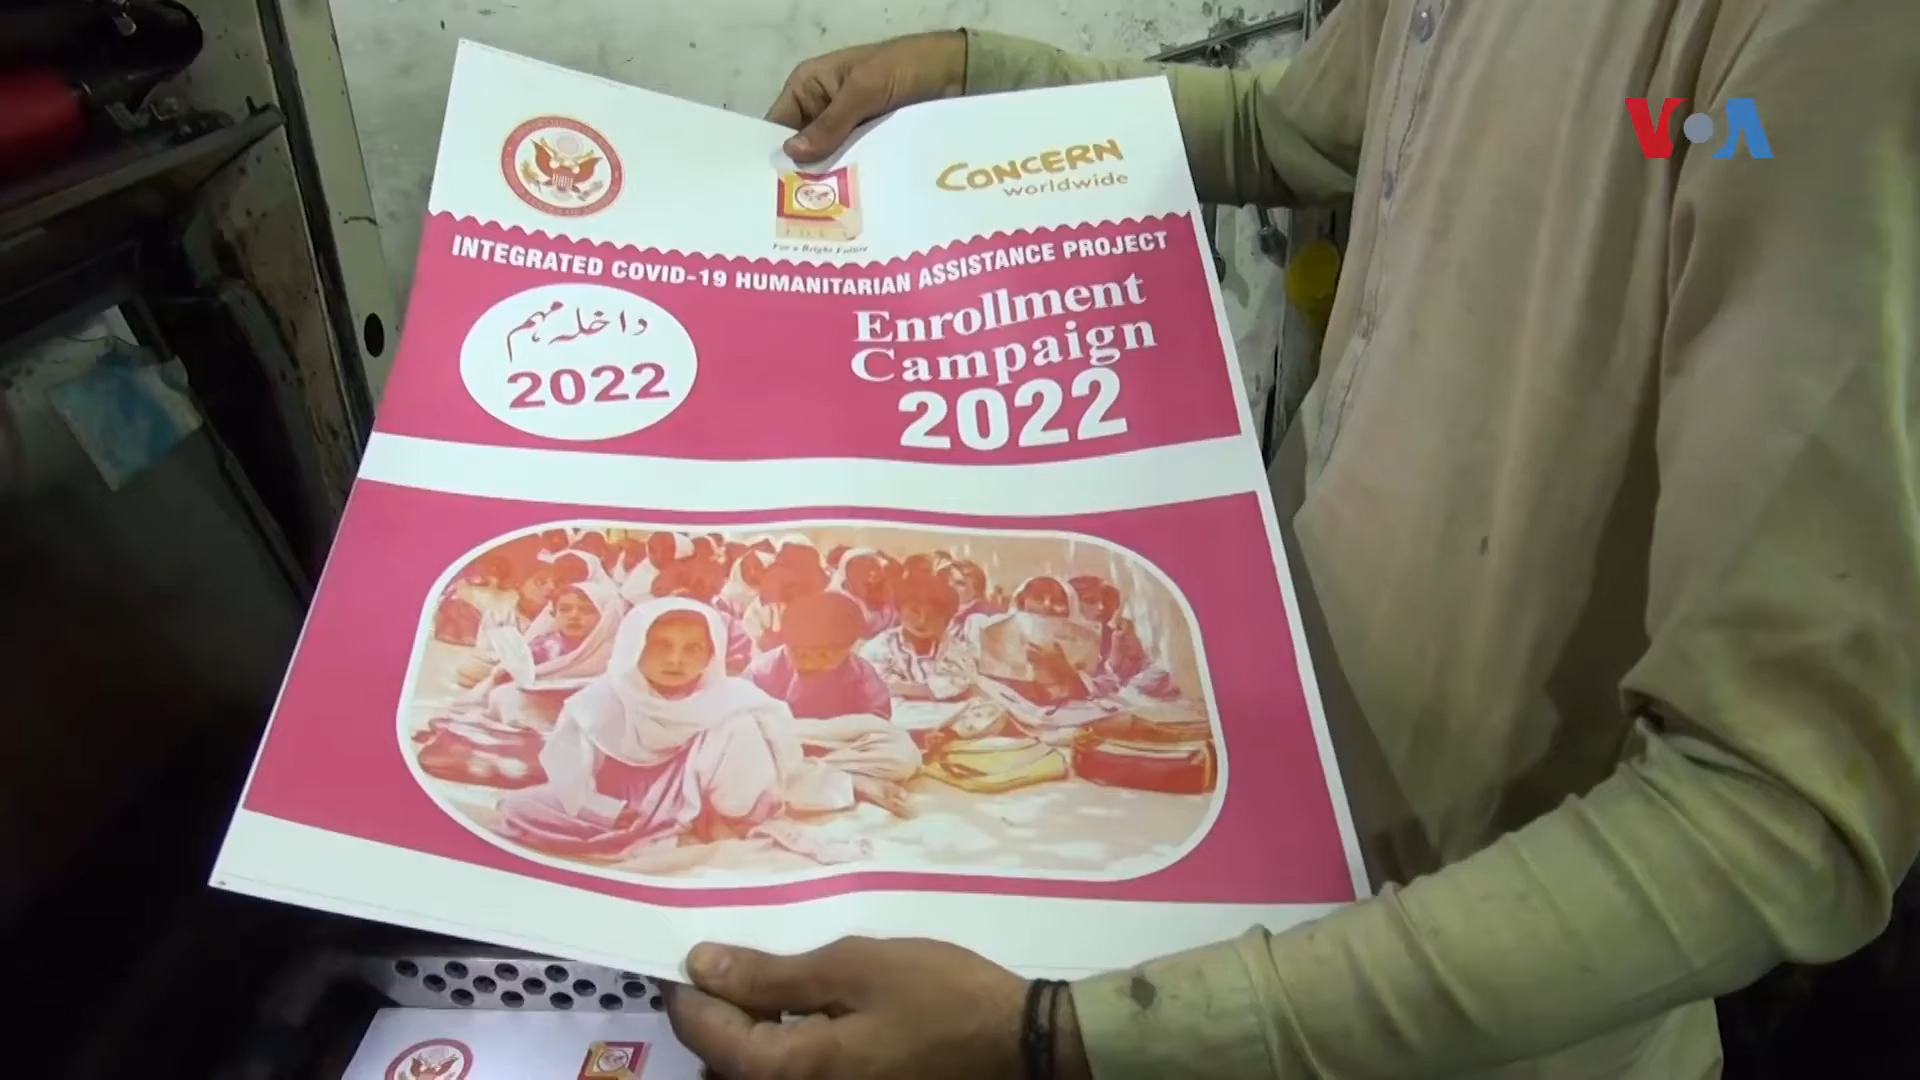 VOA
CONCERN
worldwide
For a Bright Future
INTEGRATED COVID-19 HUMANITARIAN ASSISTANCE PROJECT
داخلہ مہم
2022
Enrollment
Campaign
2022